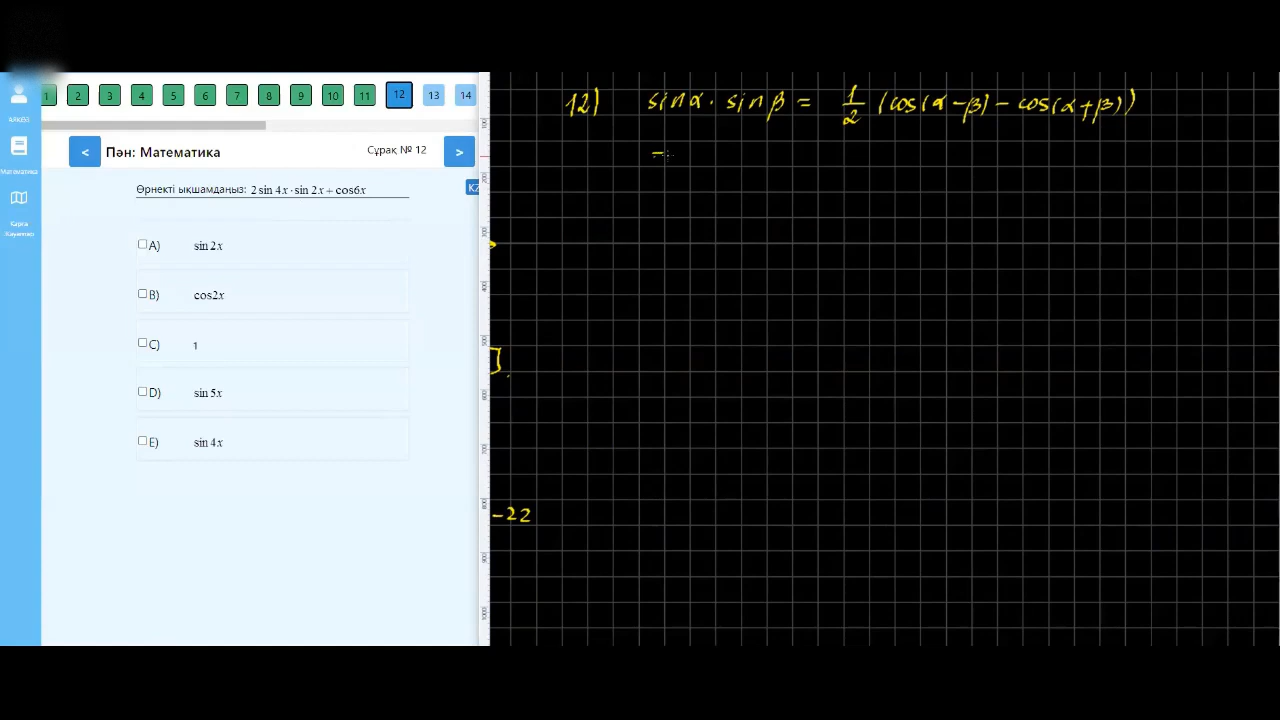 1 2 3 4 5 6 7 8 9 10 11 12 13 14
< Пән: Математика Сұрақ № 12 >
Математика
Өрнекті ықшамдаңыз: 2 sin 4x · sin 2x + cos6x
KZ
A) sin 2x
B) cos2x
C) 1
D) sin 5x
E) sin 4x
12) sin α · sin β = 1/2 (cos(α−β) − cos(α+β))
-22